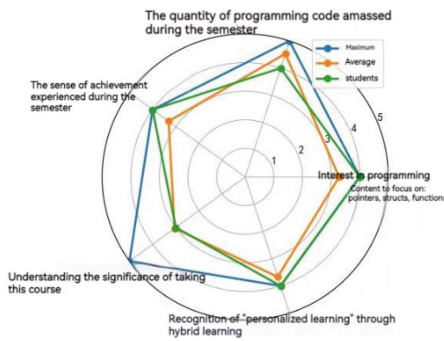 The quantity of programming code amassed
during the semester
Maximum
Average
students
The sense of achievement
experienced during the
semester
5
4
3
2
1
Interest in programming
Content to focus on:
pointers, structs, functions
Understanding the significance of taking
this course
Recognition of "personalized learning" through
hybrid learning